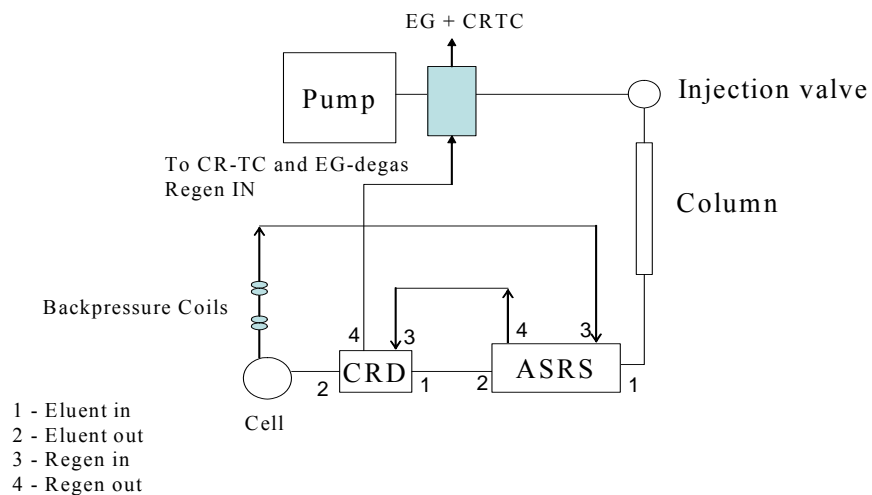 EG + CRTC
Pump
Injection valve
To CR-TC and EG-degas
Regen IN
Column
Backpressure Coils
4
3
4
3
CRD
ASRS
2
1
2
1
Cell
1 - Eluent in
2 - Eluent out
3 - Regen in
4 - Regen out